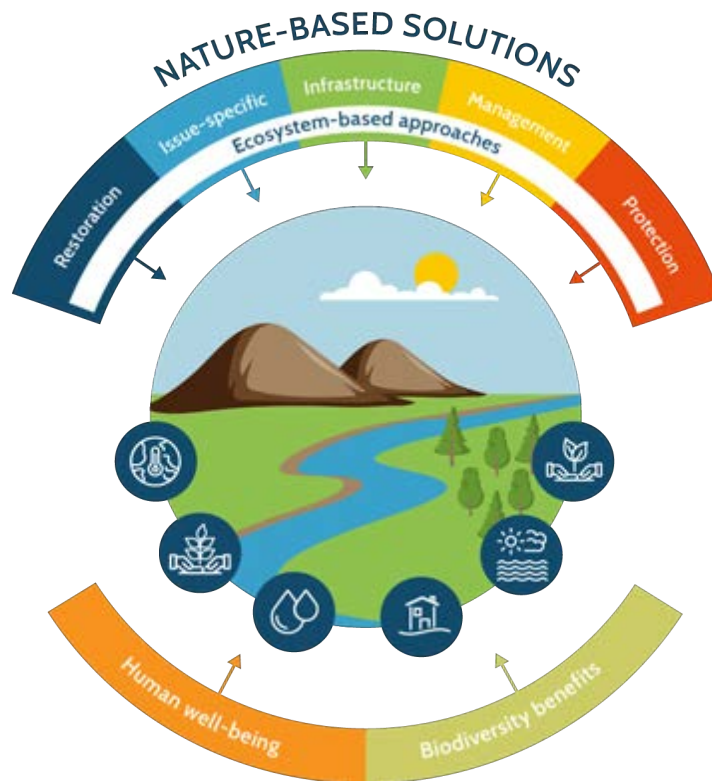 NATURE-BASED SOLUTIONS
Restoration
Issue-specific
Infrastructure
Management
Protection
Ecosystem-based approaches
Human well-being
Biodiversity benefits